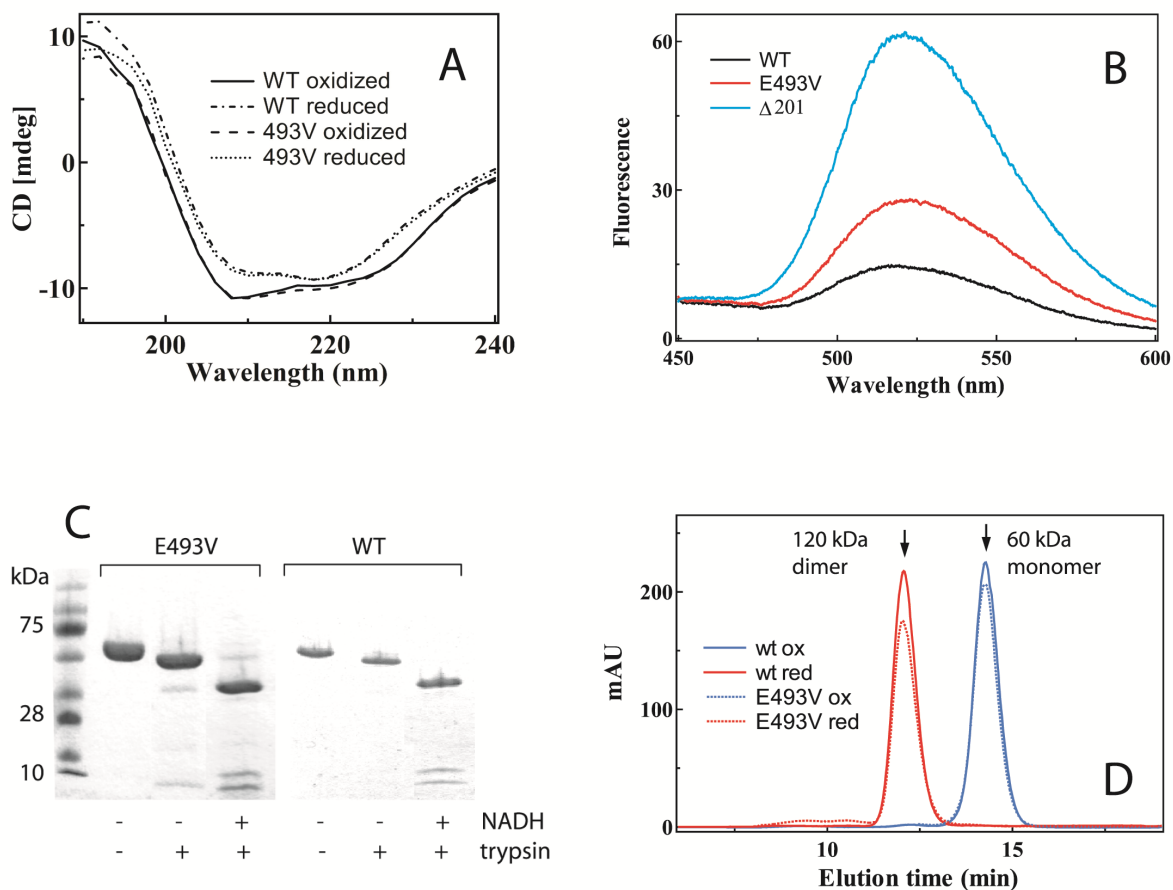 A
10
0
-10
CD [mdeg]
WT oxidized
WT reduced
493V oxidized
493V reduced
200
220
240
Wavelength (nm)
B
60
30
0
Fluorescence
WT
E493V
Δ201
450
500
550
600
Wavelength (nm)
C
E493V
WT
kDa
75
28
10
- - + - - + NADH
- + + - + + trypsin
D
200
100
0
mAU
120 kDa
dimer
60 kDa
monomer
wt ox
wt red
E493V ox
E493V red
10
15
Elution time (min)